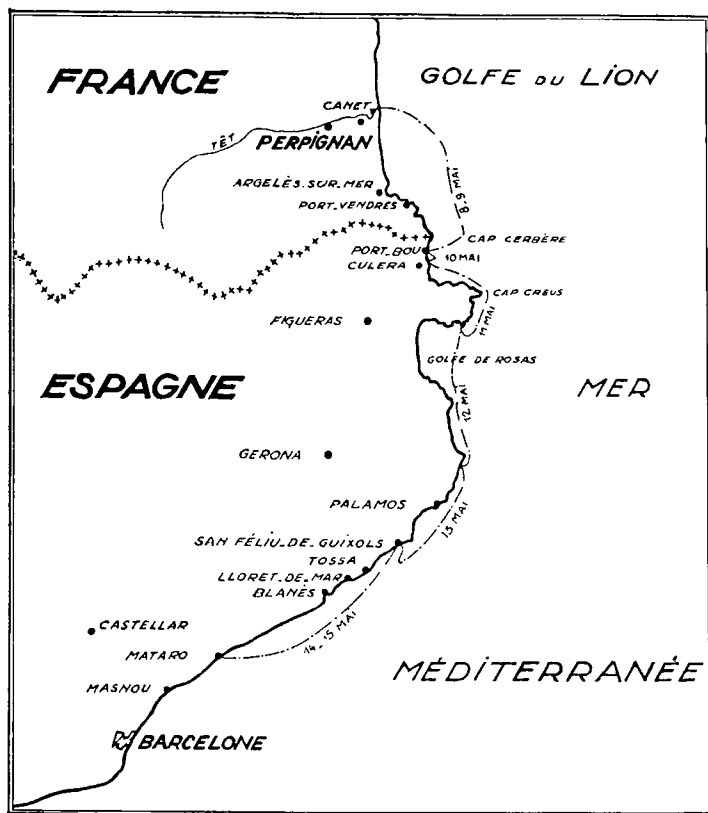 FRANCE
GOLFE DU LION
CANET
TÊT
PERPIGNAN
ARGELÈS-SUR-MER
PORT-VENDRES
8-9 MAI
CAP CERBÈRE
PORT-BOU
10 MAI
CULERA
CAP CREUS
11 MAI
FIGUERAS
GOLFE DE ROSAS
ESPAGNE
MER
12 MAI
GERONA
PALAMOS
13 MAI
SAN FÉLIU-DE-GUIXOLS
TOSSA
LLORET-DE-MAR
BLANÈS
CASTELLAR
14-15 MAI
MATARO
MÉDITERRANÉE
MASNOU
BARCELONE